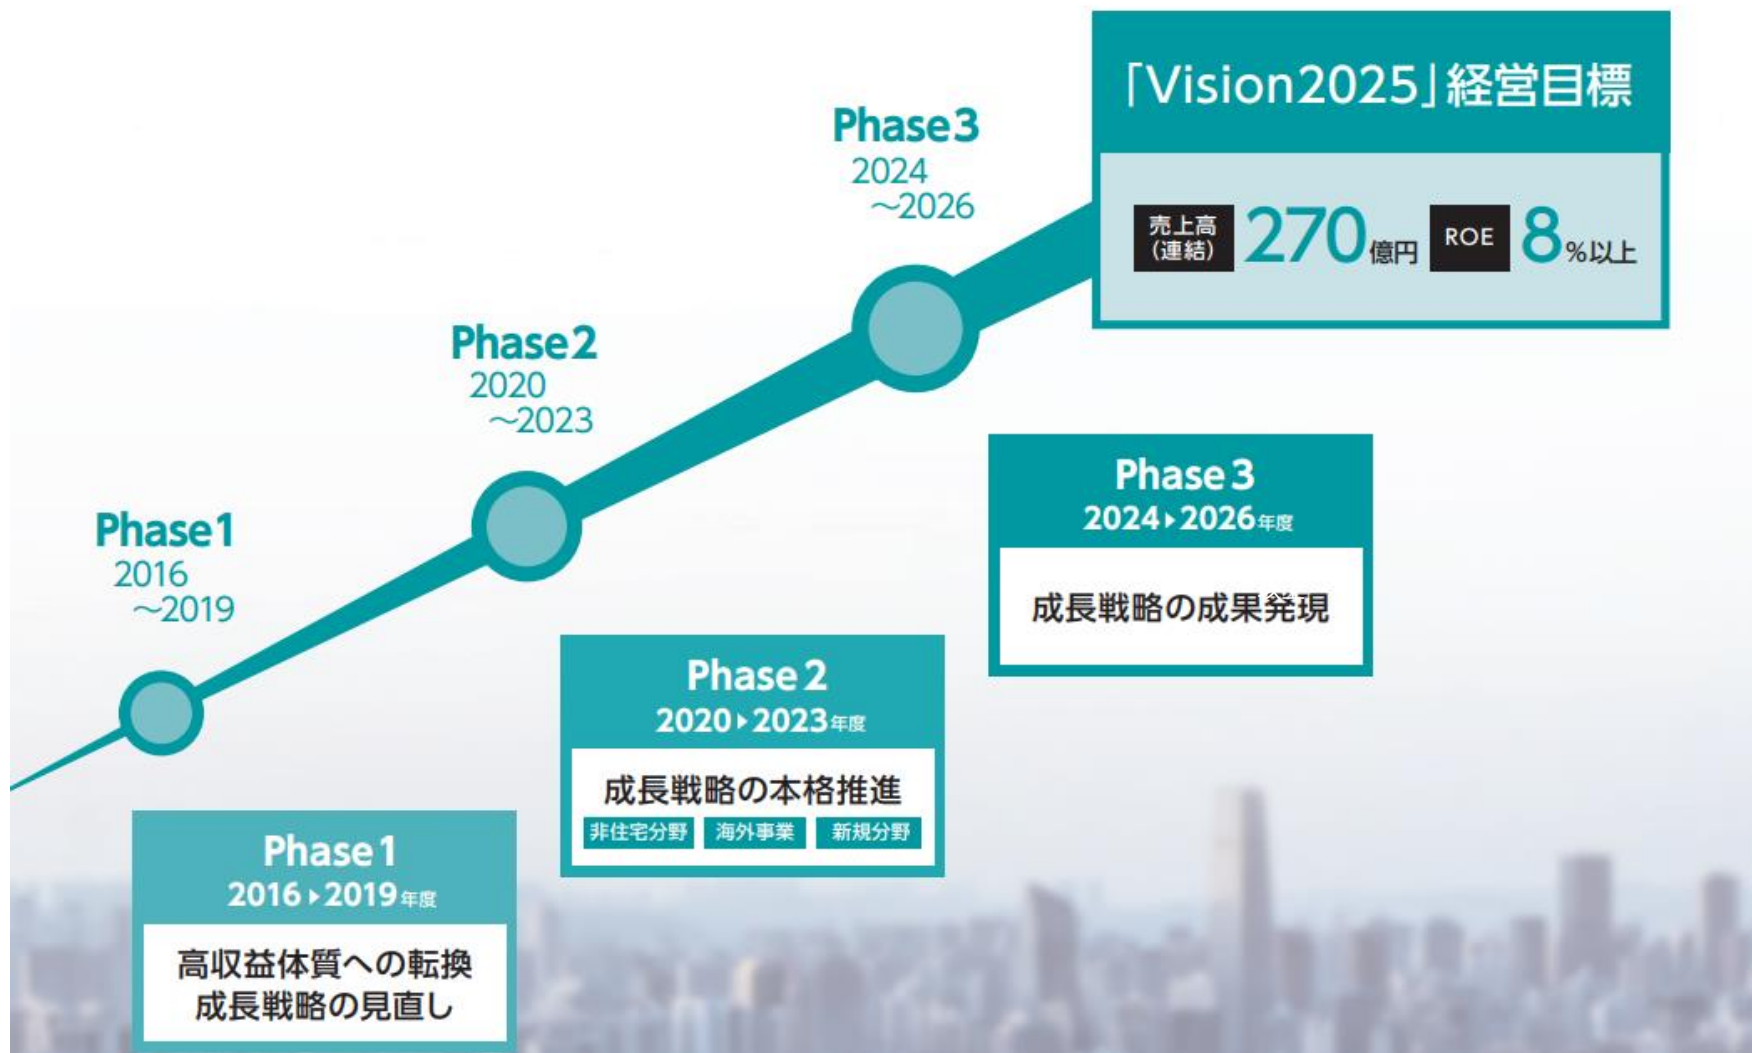 「Vision2025」経営目標
売上高
（連結）
270億円
ROE
8%以上
Phase3
2024
～2026
Phase2
2020
～2023
Phase1
2016
～2019
Phase3
2024▶2026年度
成長戦略の成果発現
Phase2
2020▶2023年度
成長戦略の本格推進
非住宅分野 海外事業 新規分野
Phase1
2016▶2019年度
高収益体質への転換
成長戦略の見直し